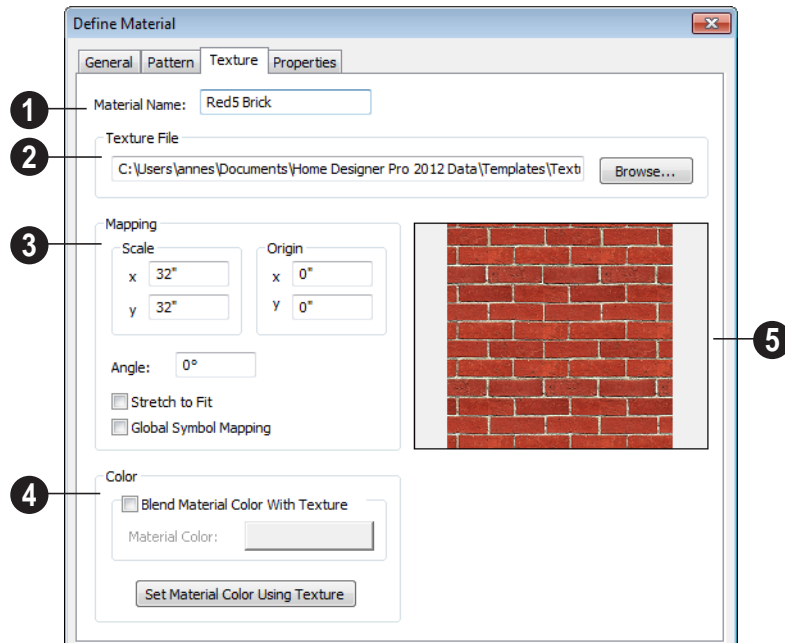 Define Material
General Pattern Texture Properties
1 Material Name: Red5 Brick
2 Texture File
C:\Users\annes\Documents\Home Designer Pro 2012 Data\Templates\Text Browse...
3 Mapping
Scale Origin
x 32" x 0"
y 32" y 0"
5
Angle: 0°
Stretch to Fit
Global Symbol Mapping
4 Color
Blend Material Color With Texture
Material Color:
Set Material Color Using Texture